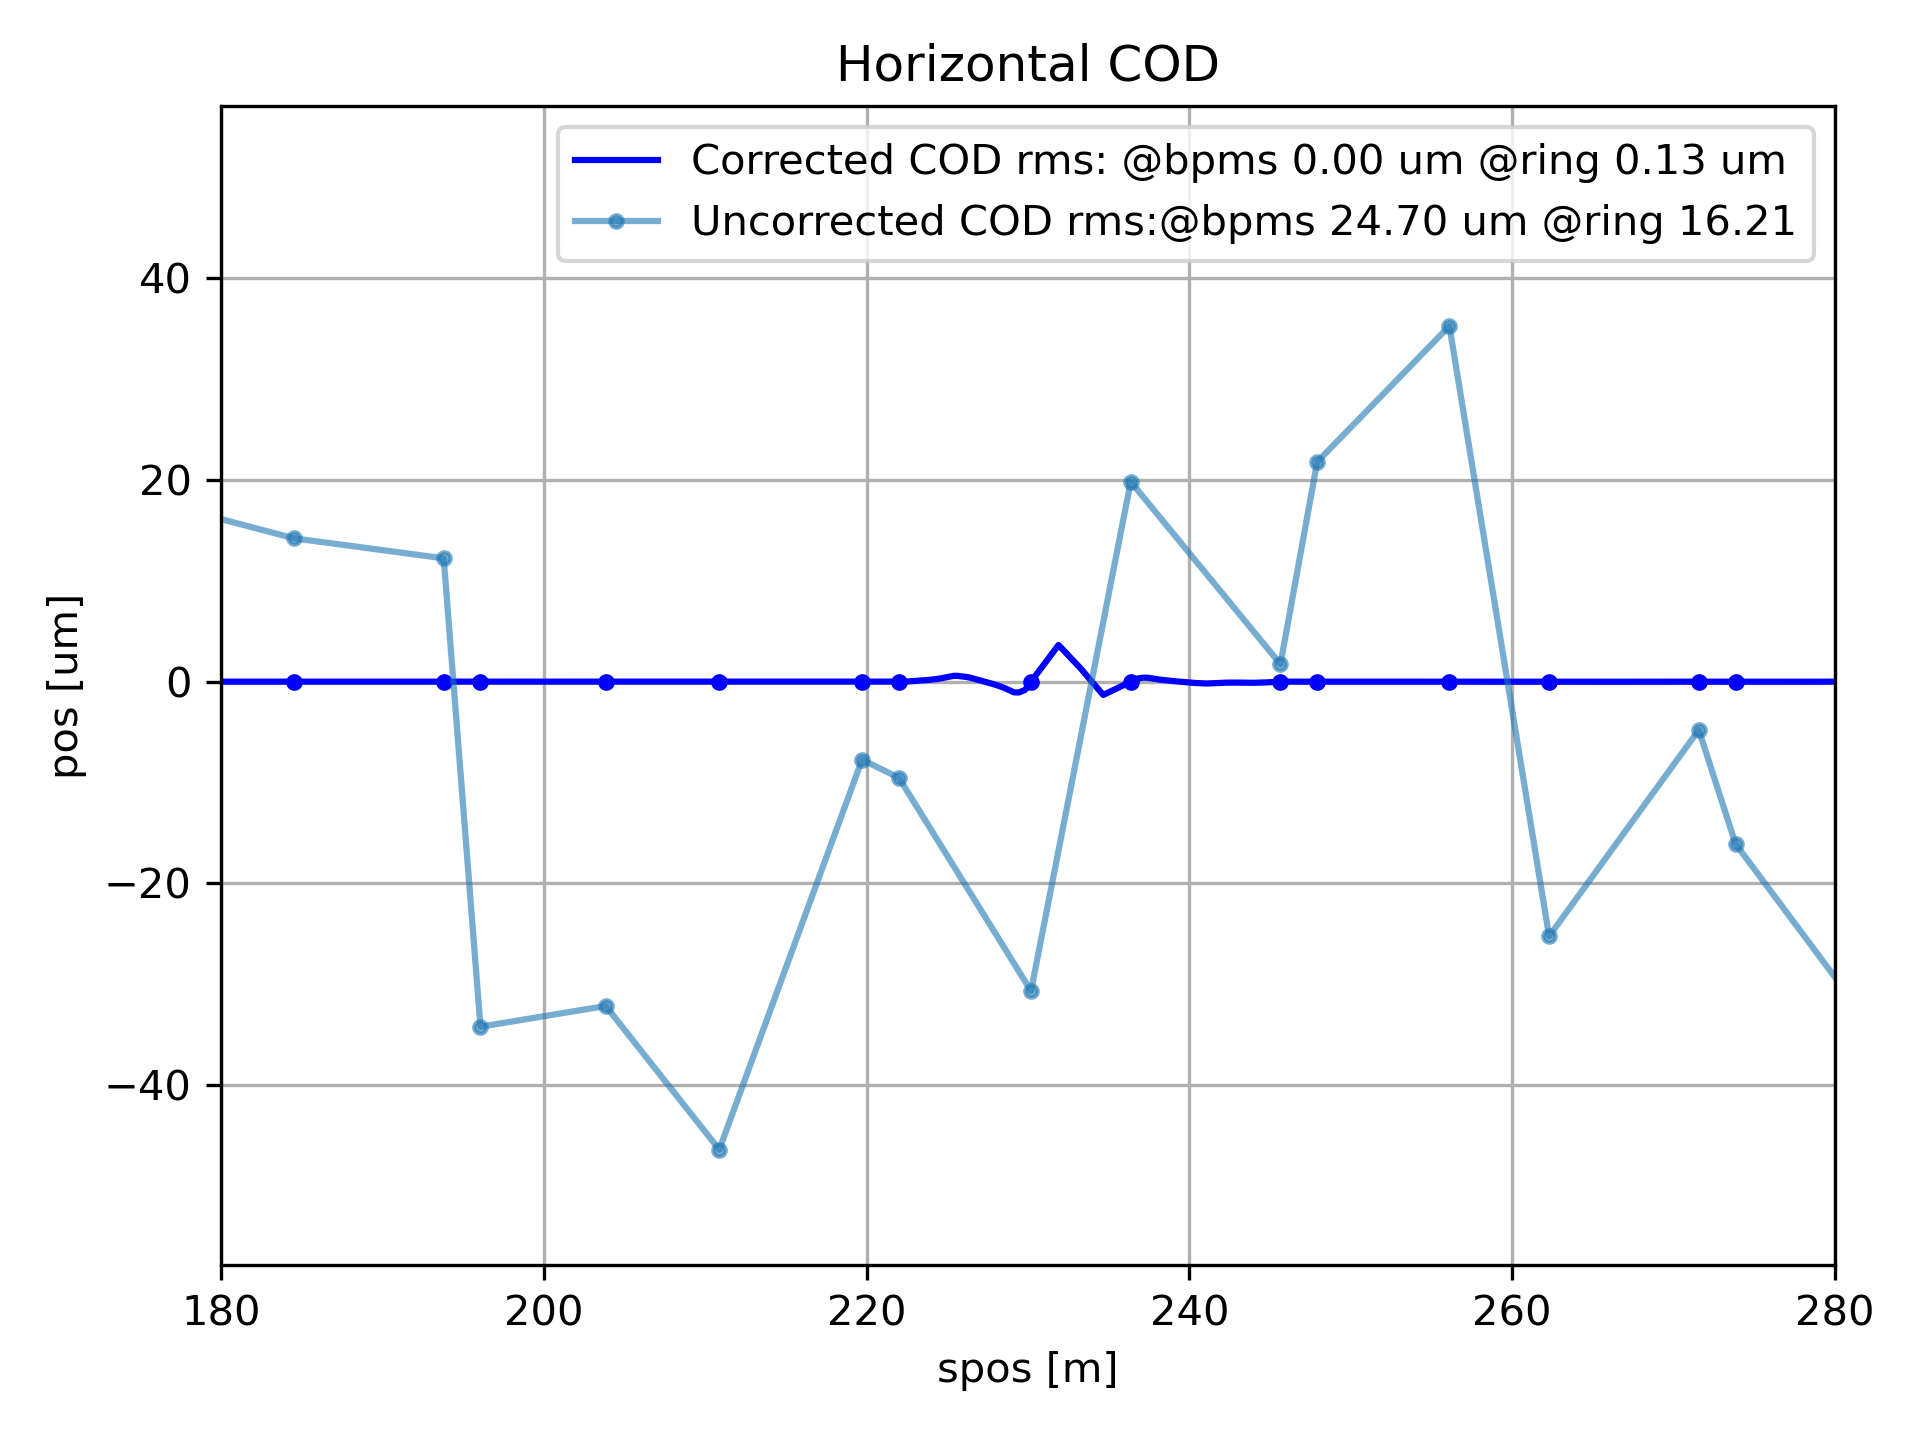 Horizontal COD
Corrected COD rms: @bpms 0.00 um @ring 0.13 um
Uncorrected COD rms:@bpms 24.70 um @ring 16.21
40
20
0
−20
−40
pos [um]
180 200 220 240 260 280
spos [m]